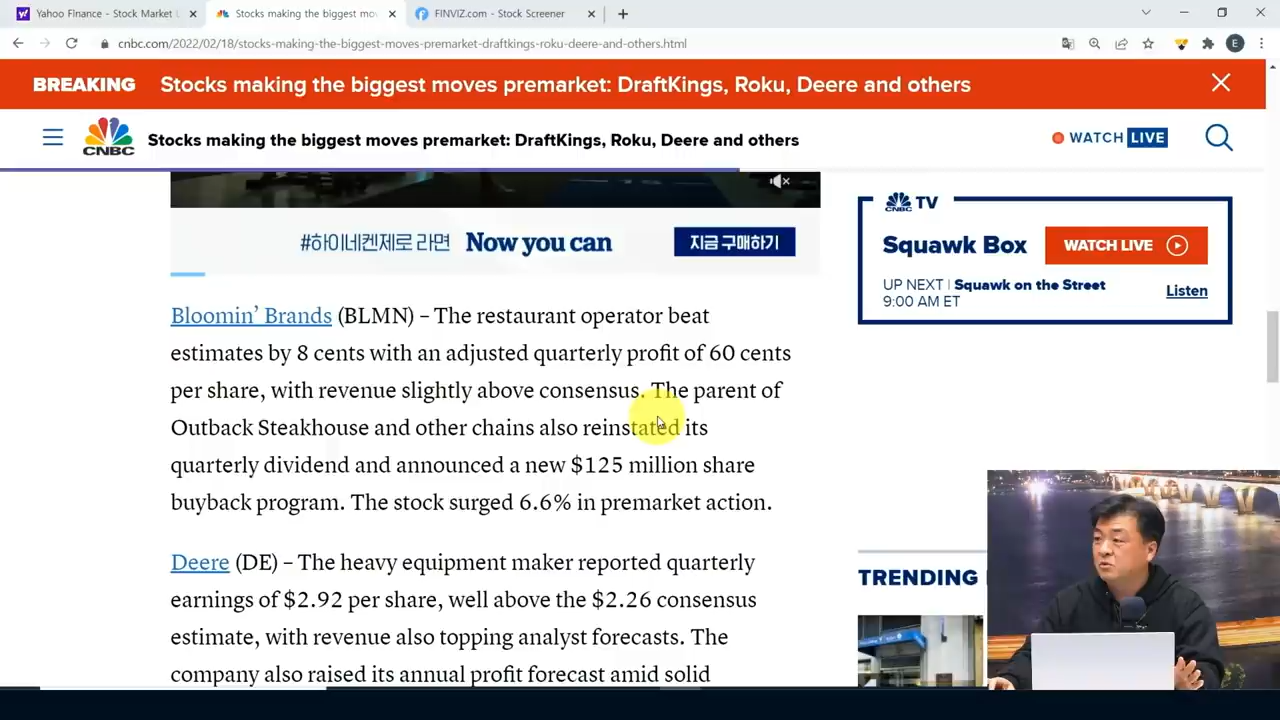 Yahoo Finance - Stock Market L
Stocks making the biggest mov
FINVIZ.com - Stock Screener
cnbc.com/2022/02/18/stocks-making-the-biggest-moves-premarket-draftkings-roku-deere-and-others.html
E
BREAKING Stocks making the biggest moves premarket: DraftKings, Roku, Deere and others
CNBC
Stocks making the biggest moves premarket: DraftKings, Roku, Deere and others
WATCH LIVE
#하이네켄제로 라면 Now you can 지금 구매하기
Bloomin' Brands (BLMN) – The restaurant operator beat
estimates by 8 cents with an adjusted quarterly profit of 60 cents
per share, with revenue slightly above consensus. The parent of
Outback Steakhouse and other chains also reinstated its
quarterly dividend and announced a new $125 million share
buyback program. The stock surged 6.6% in premarket action.
Deere (DE) – The heavy equipment maker reported quarterly
earnings of $2.92 per share, well above the $2.26 consensus
estimate, with revenue also topping analyst forecasts. The
company also raised its annual profit forecast amid solid
CNBC TV
Squawk Box WATCH LIVE
UP NEXT | Squawk on the Street
9:00 AM ET Listen
TRENDING